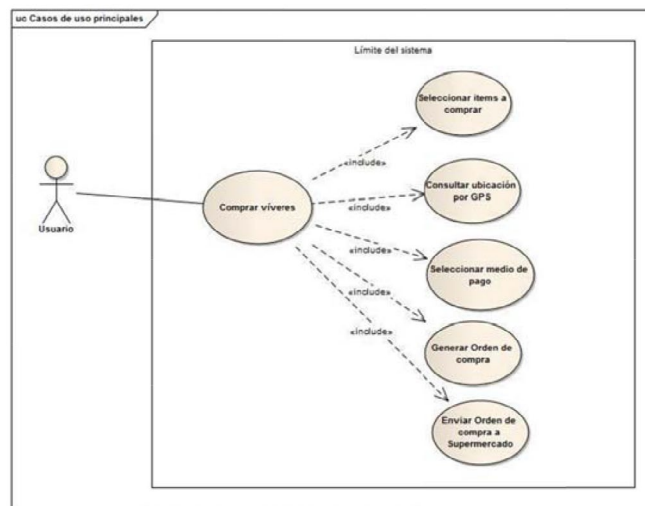 uc Casos de uso principales
Límite del sistema
Seleccionar ítems a
comprar
«include»
Consultar ubicación
por GPS
«include»
Usuario
Comprar víveres
«include»
Seleccionar medio de
pago
«include»
Generar Orden de
compra
«include»
Enviar Orden de
compra a
Supermercado